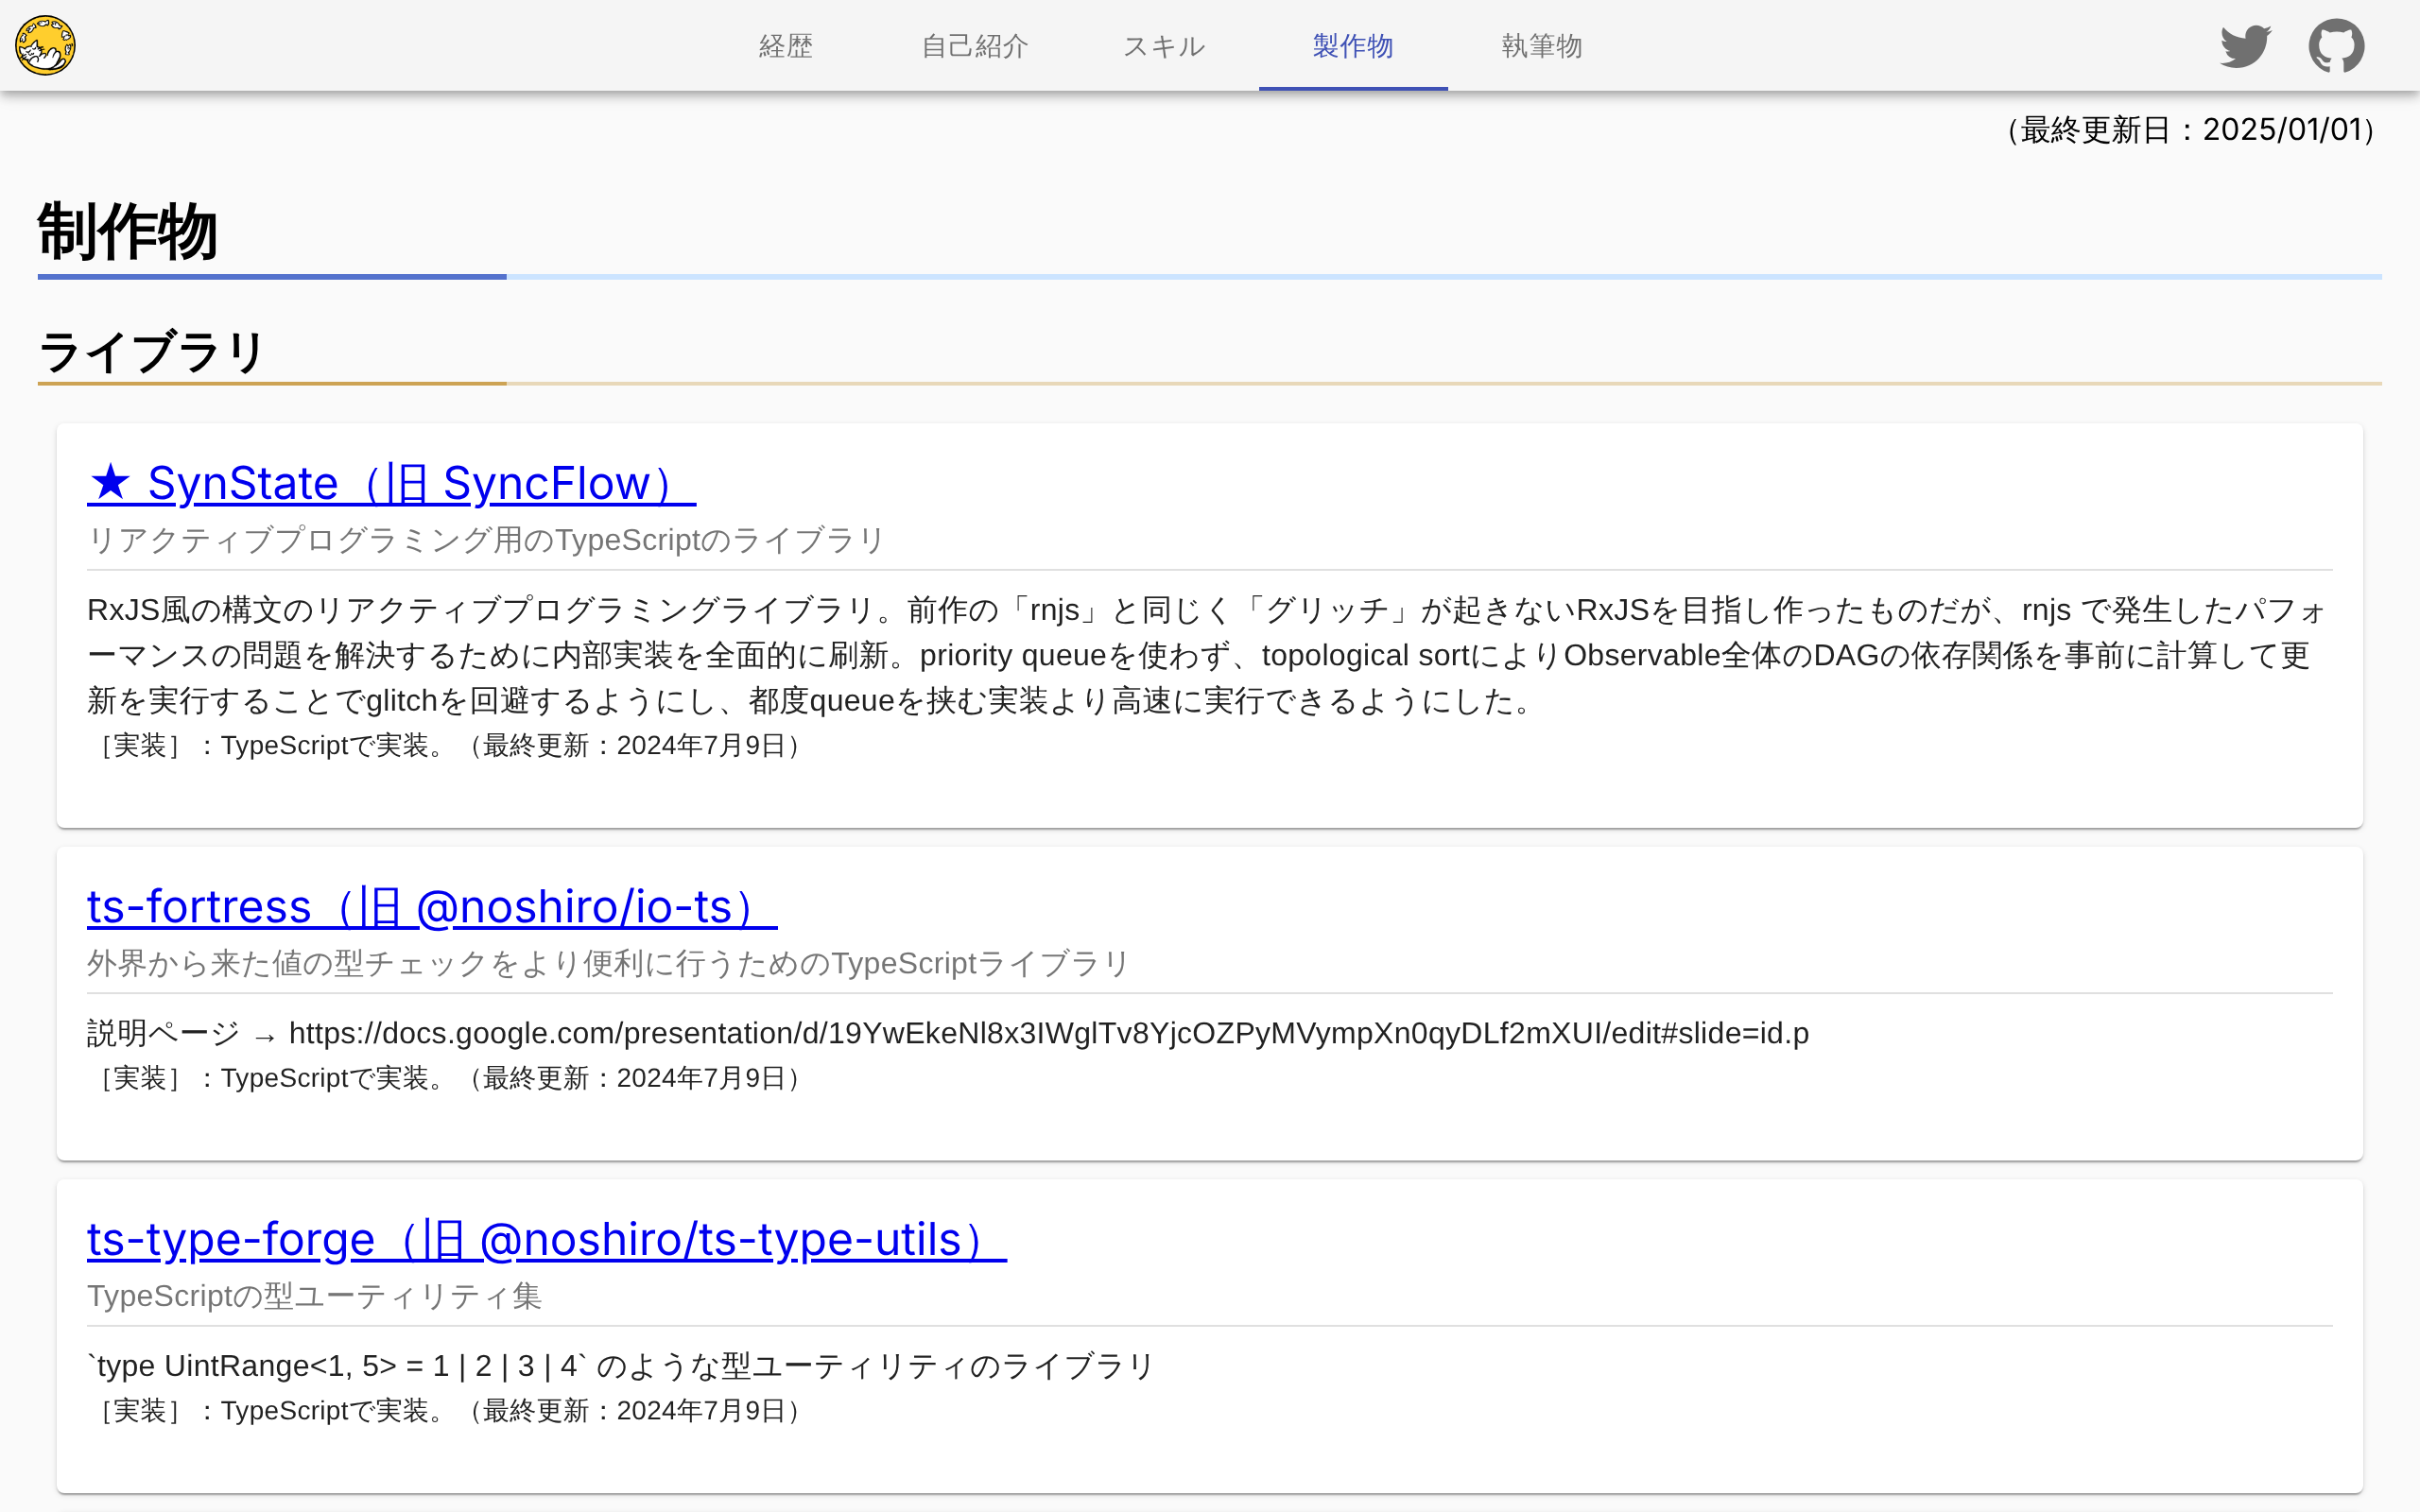 経歴
自己紹介
スキル
製作物
執筆物
（最終更新日：2025/01/01）
制作物
ライブラリ
★ SynState（旧 SyncFlow）
リアクティブプログラミング用のTypeScriptのライブラリ
RxJS風の構文のリアクティブプログラミングライブラリ。前作の「rnjs」と同じく「グリッチ」が起きないRxJSを目指し作ったものだが、rnjs で発生したパフォ
ーマンスの問題を解決するために内部実装を全面的に刷新。priority queueを使わず、topological sortによりObservable全体のDAGの依存関係を事前に計算して更
新を実行することでglitchを回避するようにし、都度queueを挟む実装より高速に実行できるようにした。
［実装］：TypeScriptで実装。（最終更新：2024年7月9日）
ts-fortress（旧 @noshiro/io-ts）
外界から来た値の型チェックをより便利に行うためのTypeScriptライブラリ
説明ページ → https://docs.google.com/presentation/d/19YwEkeNl8x3IWglTv8YjcOZPyMVympXn0qyDLf2mXUI/edit#slide=id.p
［実装］：TypeScriptで実装。（最終更新：2024年7月9日）
ts-type-forge（旧 @noshiro/ts-type-utils）
TypeScriptの型ユーティリティ集
`type UintRange<1, 5> = 1 | 2 | 3 | 4` のような型ユーティリティのライブラリ
［実装］：TypeScriptで実装。（最終更新：2024年7月9日）